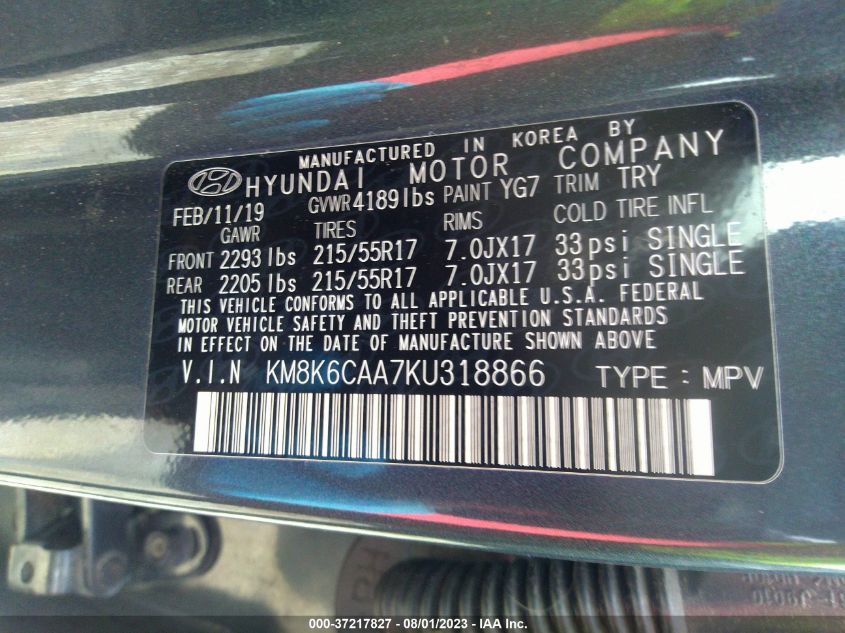 MANUFACTURED IN KOREA BY
HYUNDAI MOTOR COMPANY
FEB/11/19 GVWR 4189lbs PAINT YG7 TRIM TRY
GAWR TIRES RIMS COLD TIRE INFL
FRONT 2293 lbs 215/55R17 7.0JX17 33psi SINGLE
REAR 2205 lbs 215/55R17 7.0JX17 33psi SINGLE
THIS VEHICLE CONFORMS TO ALL APPLICABLE U.S.A. FEDERAL
MOTOR VEHICLE SAFETY AND THEFT PREVENTION STANDARDS
IN EFFECT ON THE DATE OF MANUFACTURE SHOWN ABOVE
V.I.N KM8K6CAA7KU318866 TYPE : MPV
000-37217827 - 08/01/2023 - IAA Inc.